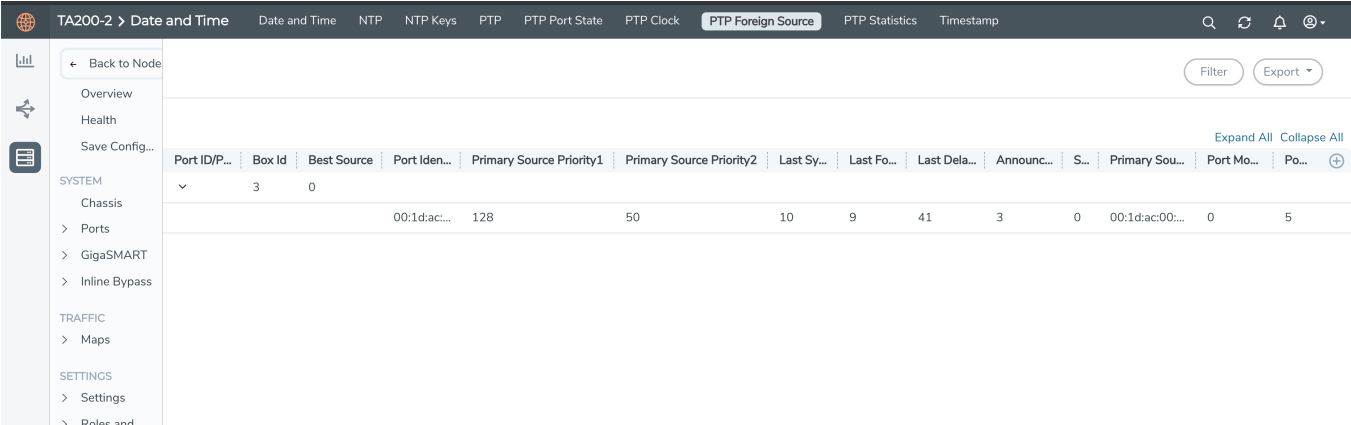 TA200-2 > Date and Time Date and Time NTP NTP Keys PTP PTP Port State PTP Clock PTP Foreign Source PTP Statistics Timestamp
Back to Node
Filter Export
Overview
Health
Save Config...
Expand All Collapse All
Port ID/P... Box Id Best Source Port Iden... Primary Source Priority1 Primary Source Priority2 Last Sy... Last Fo... Last Dela... Announc... S... Primary Sou... Port Mo... Po...
3 0
00:1d:ac:... 128 50 10 9 41 3 0 00:1d:ac:00:... 0 5
SYSTEM
Chassis
Ports
GigaSMART
Inline Bypass
TRAFFIC
Maps
SETTINGS
Settings
Roles and